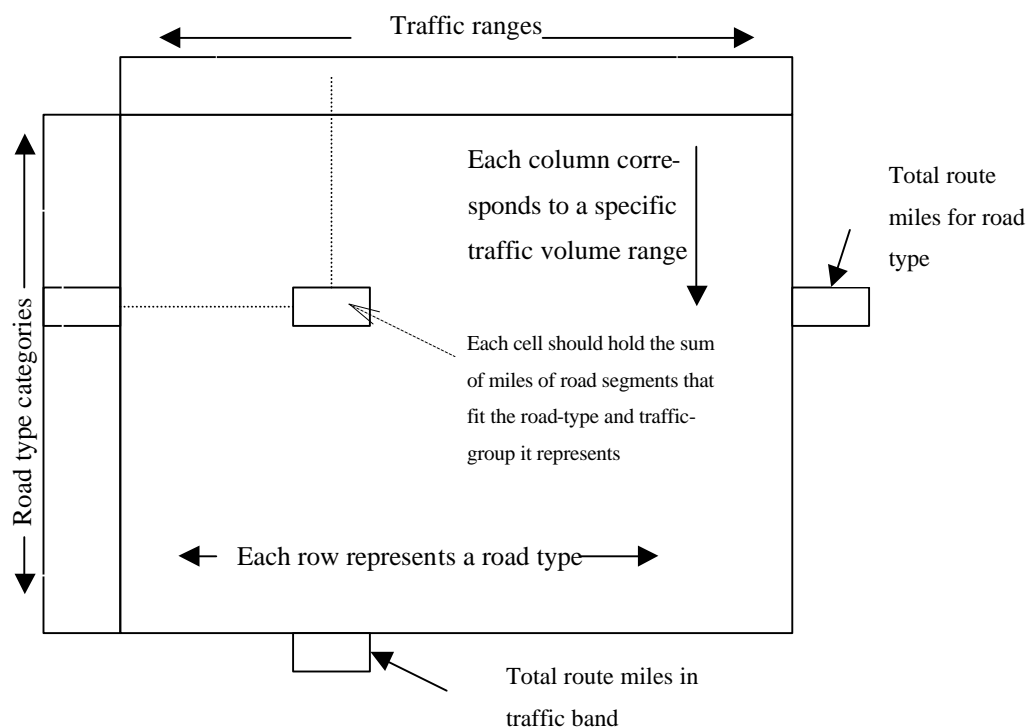 Traffic ranges
Each column corre-
sponds to a specific
traffic volume range
Total route
miles for road
type
Road type categories
Each cell should hold the sum
of miles of road segments that
fit the road-type and traffic-
group it represents
Each row represents a road type
Total route miles in
traffic band